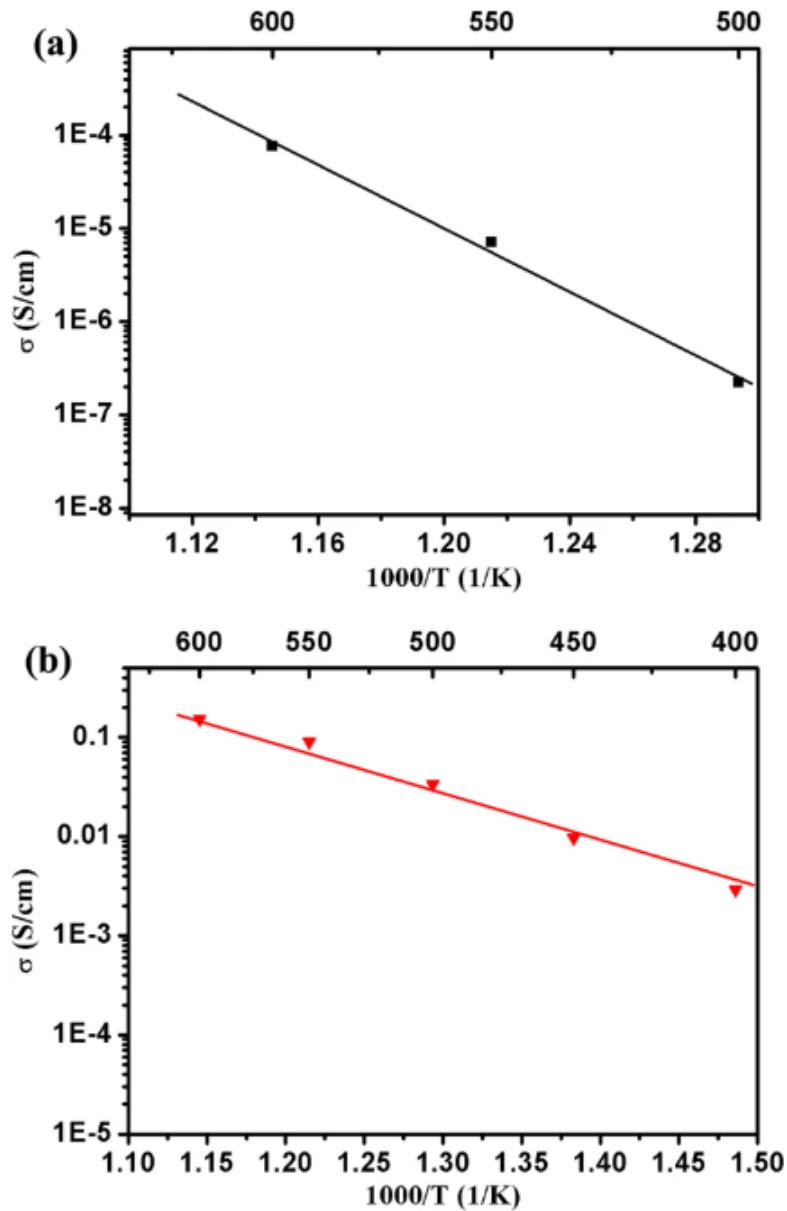 (a)
600 550 500
1E-4
1E-5
1E-6
1E-7
1E-8
σ (S/cm)
1.12 1.16 1.20 1.24 1.28
1000/T (1/K)
(b)
600 550 500 450 400
0.1
0.01
1E-3
1E-4
1E-5
σ (S/cm)
1.10 1.15 1.20 1.25 1.30 1.35 1.40 1.45 1.50
1000/T (1/K)